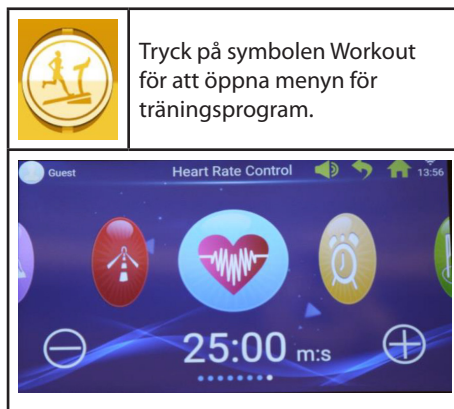 Tryck på symbolen Workout
för att öppna menyn för
träningsprogram.
Guest Heart Rate Control 13:56
25:00 m:s